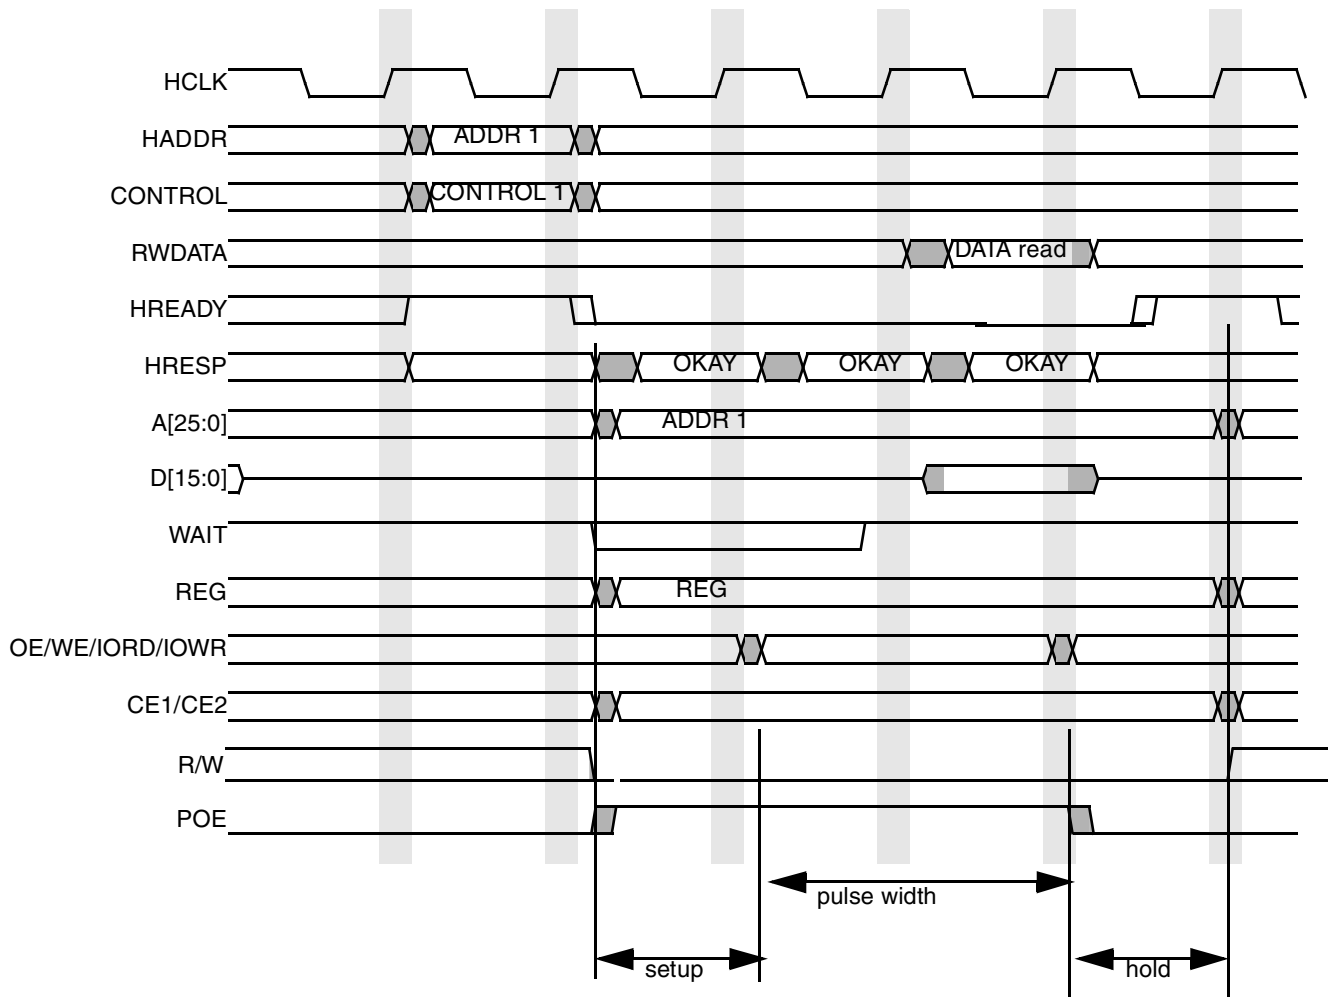 HCLK
HADDR ADDR 1
CONTROL CONTROL 1
RWDATA DATA read
HREADY
HRESP OKAY OKAY OKAY
A[25:0] ADDR 1
D[15:0]
WAIT
REG REG
OE/WE/IORD/IOWR
CE1/CE2
R/W
POE
pulse width
setup hold